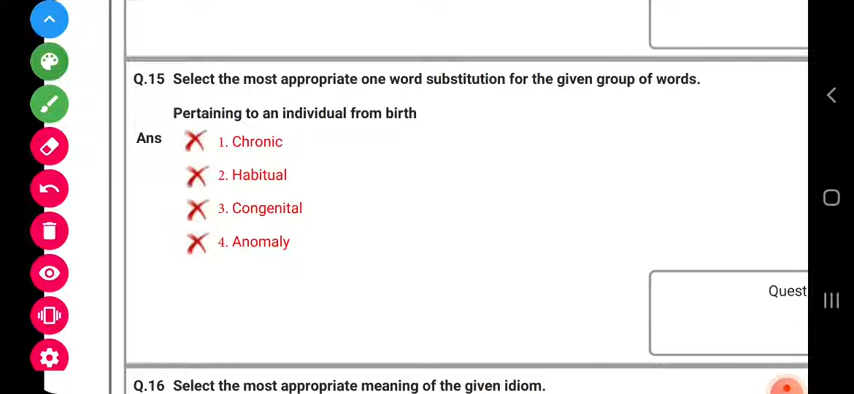 Q.15 Select the most appropriate one word substitution for the given group of words.
Pertaining to an individual from birth
Ans
1. Chronic
2. Habitual
3. Congenital
4. Anomaly
Quest
Q.16 Select the most appropriate meaning of the given idiom.